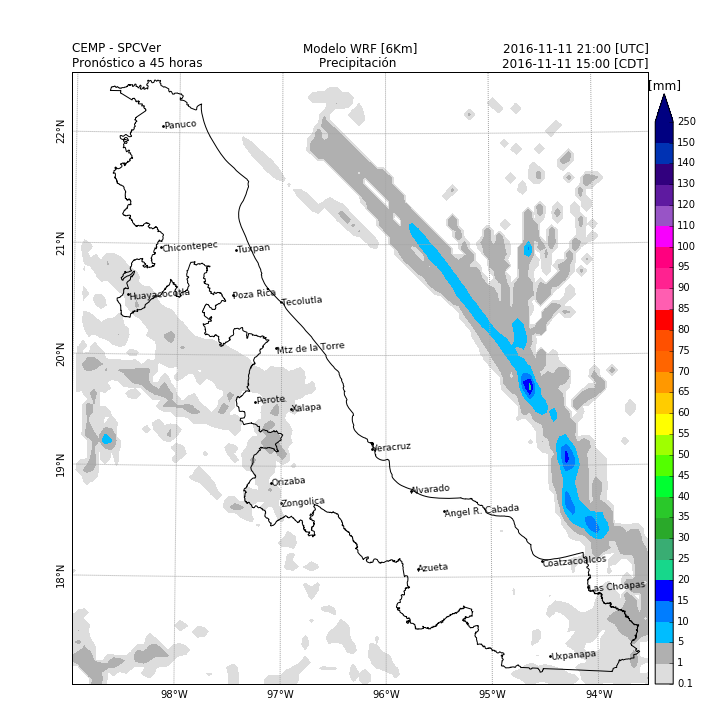 CEMP - SPCVer
Modelo WRF [6Km]
2016-11-11 21:00 [UTC]
Pronóstico a 45 horas
Precipitación
2016-11-11 15:00 [CDT]
[mm]
250
150
140
130
120
110
100
95
90
85
80
75
70
65
60
55
50
45
40
35
30
25
20
15
10
5
1
0.1
22°N
21°N
20°N
19°N
18°N
Panuco
Chicontepec
Tuxpan
Huayacocotla
Poza Rica
Tecolutla
Mtz de la Torre
Perote
Xalapa
Veracruz
Orizaba
Alvarado
Zongolica
Angel R. Cabada
Azueta
Coatzacoalcos
Las Choapas
Uxpanapa
98°W
97°W
96°W
95°W
94°W